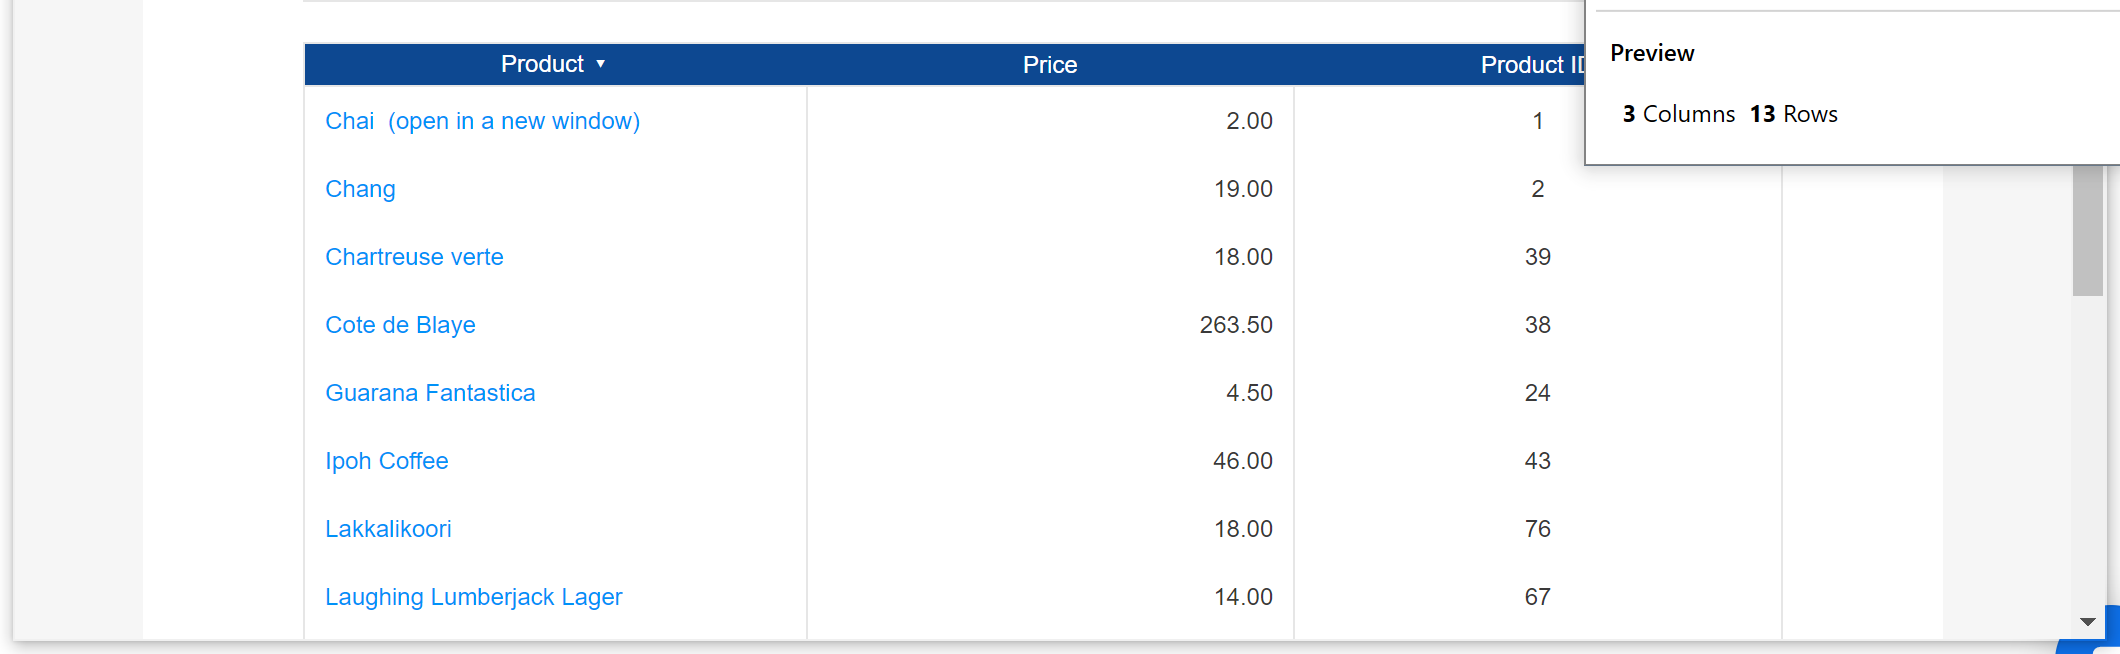 Product ▼ Price Product ID
Chai (open in a new window) 2.00 1
Chang 19.00 2
Chartreuse verte 18.00 39
Cote de Blaye 263.50 38
Guarana Fantastica 4.50 24
Ipoh Coffee 46.00 43
Lakkalikoori 18.00 76
Laughing Lumberjack Lager 14.00 67
Preview
3 Columns 13 Rows